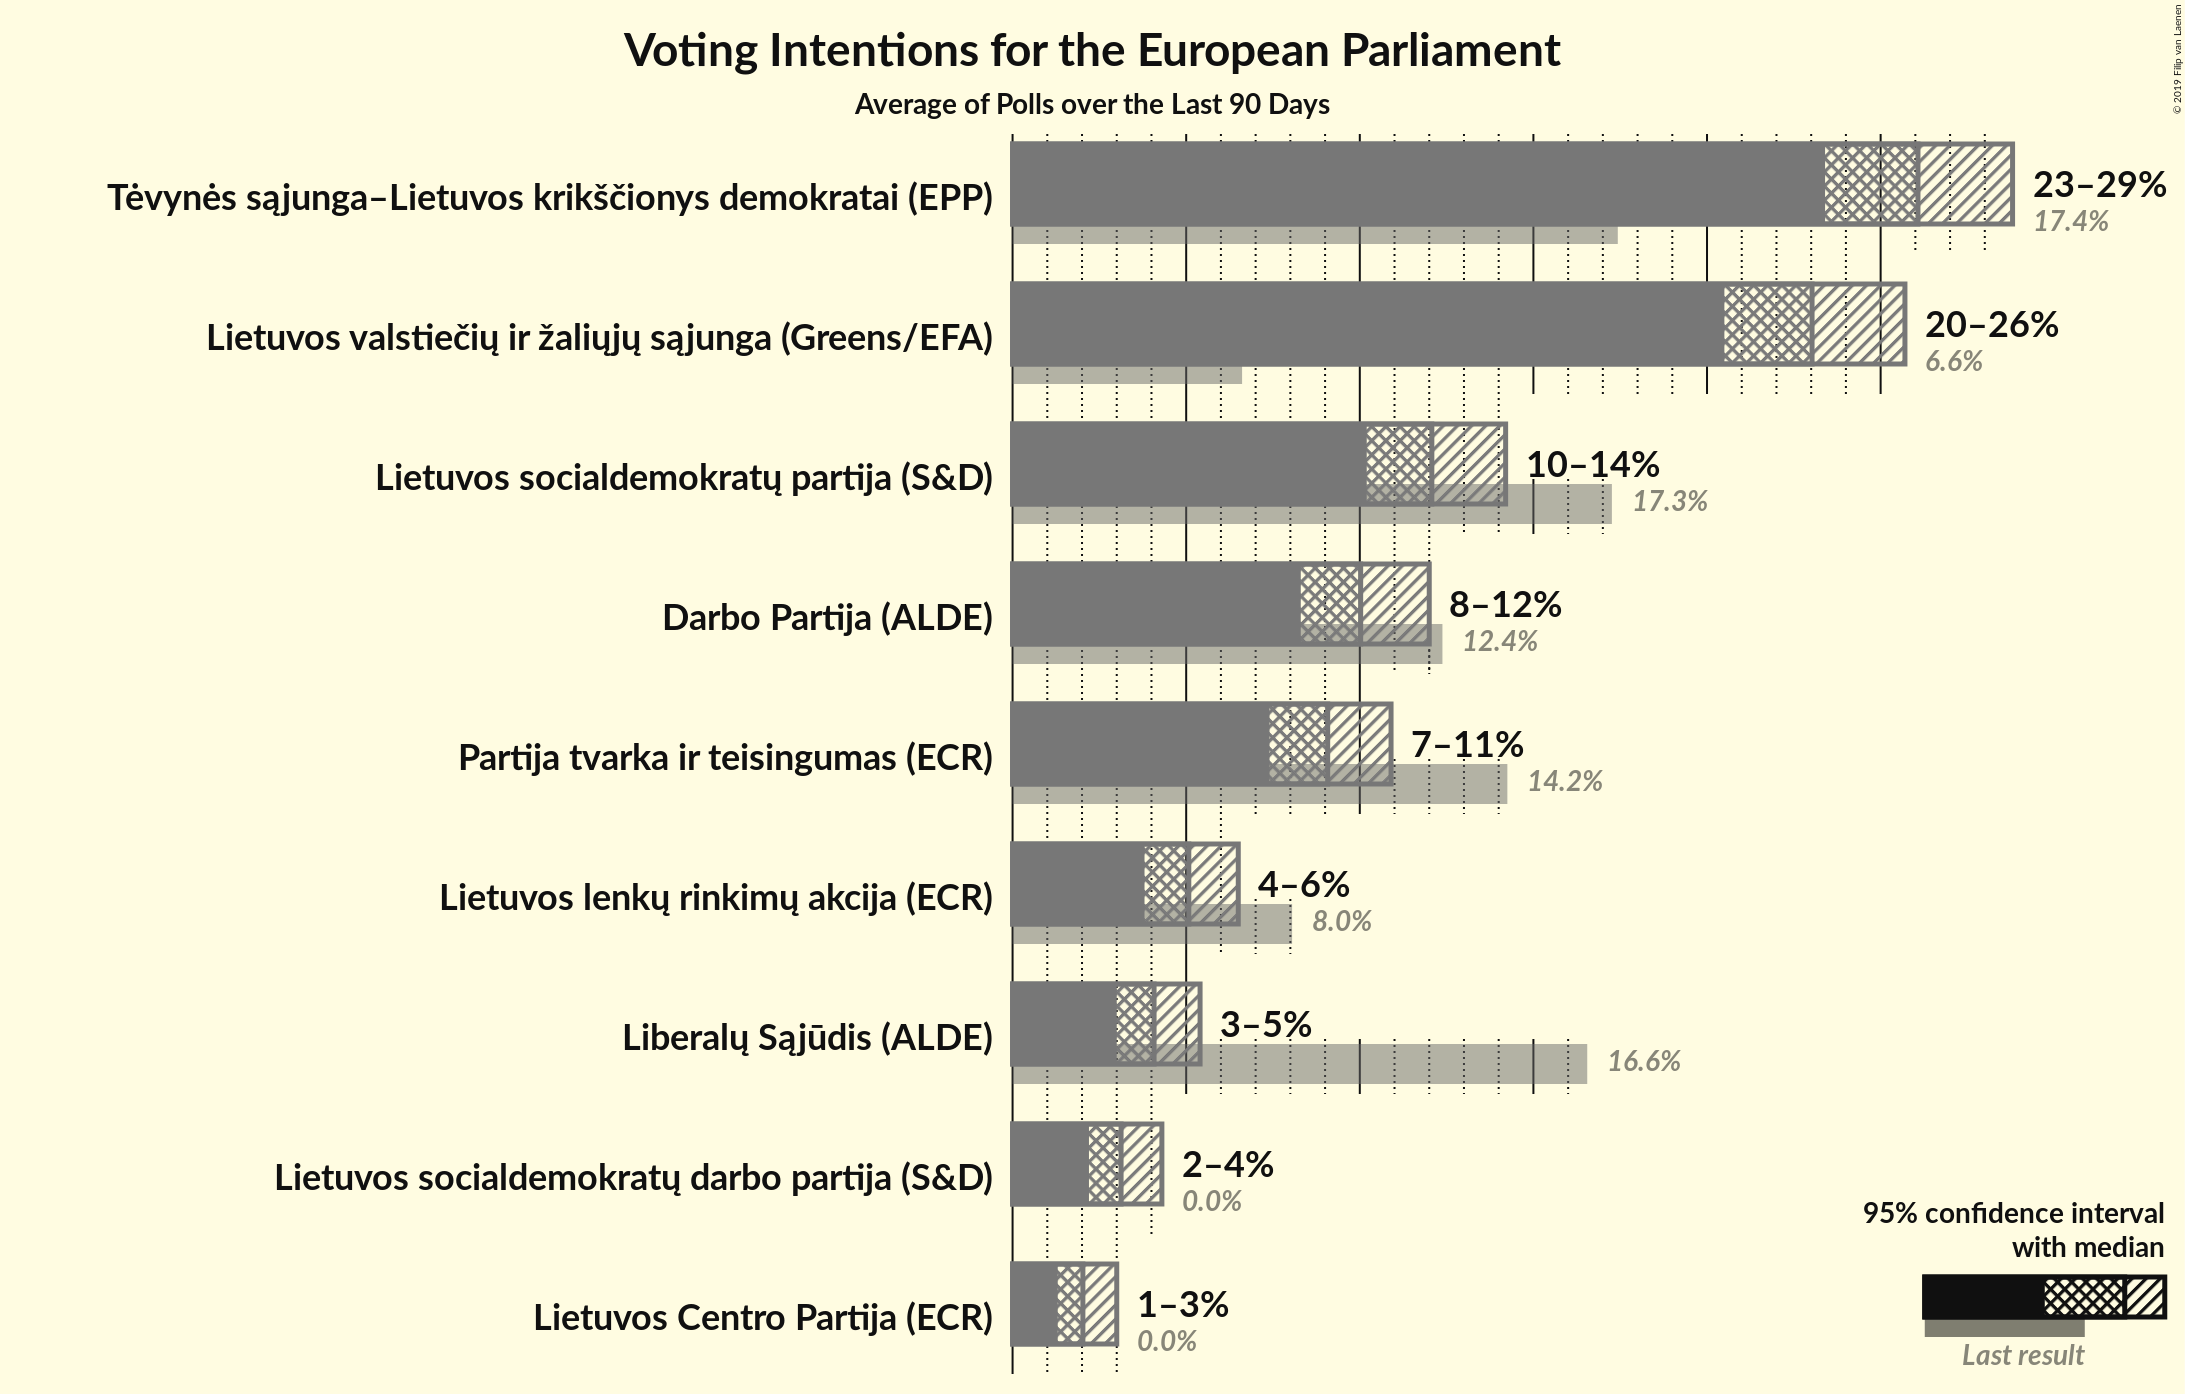 Voting Intentions for the European Parliament
Average of Polls over the Last 90 Days
© 2019 Filip van Laenen
Tėvynės sąjunga–Lietuvos krikščionys demokratai (EPP)
23–29%
17.4%
Lietuvos valstiečių ir žaliųjų sąjunga (Greens/EFA)
20–26%
6.6%
Lietuvos socialdemokratų partija (S&D)
10–14%
17.3%
Darbo Partija (ALDE)
8–12%
12.4%
Partija tvarka ir teisingumas (ECR)
7–11%
14.2%
Lietuvos lenkų rinkimų akcija (ECR)
4–6%
8.0%
Liberalų Sąjūdis (ALDE)
3–5%
16.6%
Lietuvos socialdemokratų darbo partija (S&D)
2–4%
0.0%
Lietuvos Centro Partija (ECR)
1–3%
0.0%
95% confidence interval
with median
Last result